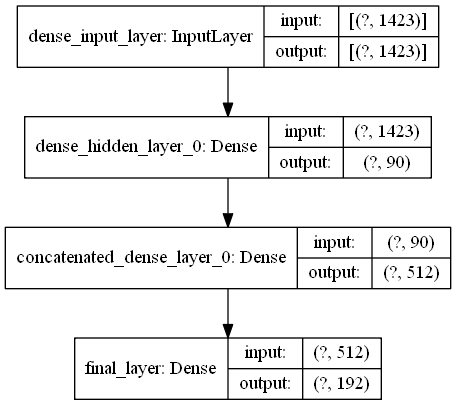 dense_input_layer: InputLayer
input:
[(?, 1423)]
output:
[(?, 1423)]
dense_hidden_layer_0: Dense
input:
(?, 1423)
output:
(?, 90)
concatenated_dense_layer_0: Dense
input:
(?, 90)
output:
(?, 512)
final_layer: Dense
input:
(?, 512)
output:
(?, 192)